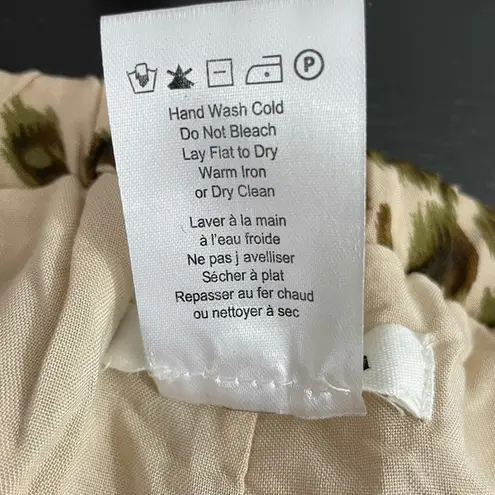 P
Hand Wash Cold
Do Not Bleach
Lay Flat to Dry
Warm Iron
or Dry Clean
Laver à la main
à l'eau froide
Ne pas j avelliser
Sécher à plat
Repasser au fer chaud
ou nettoyer à sec